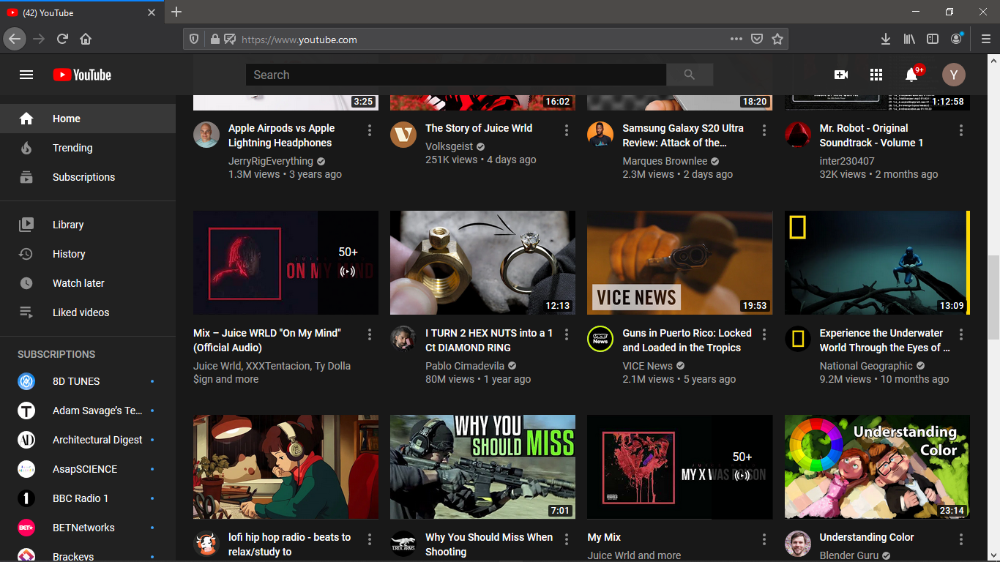 (42) YouTube
https://www.youtube.com
YouTube
Search
9+
Y
Home
Trending
Subscriptions
Library
History
Watch later
Liked videos
SUBSCRIPTIONS
8D TUNES
Adam Savage's Te...
Architectural Digest
AsapSCIENCE
BBC Radio 1
BETNetworks
Brackeys
3:25
16:02
18:20
1:12:58
Apple Airpods vs Apple
Lightning Headphones
JerryRigEverything
1.3M views • 3 years ago
The Story of Juice Wrld
Volksgeist
251K views • 4 days ago
Samsung Galaxy S20 Ultra
Review: Attack of the...
Marques Brownlee
2.3M views • 2 days ago
Mr. Robot - Original
Soundtrack - Volume 1
inter230407
32K views • 2 months ago
ON MY MIND
50+
Mix – Juice WRLD "On My Mind"
(Official Audio)
Juice Wrld, XXXTentacion, Ty Dolla
$ign and more
12:13
I TURN 2 HEX NUTS into a 1
Ct DIAMOND RING
Pablo Cimadevila
80M views • 1 year ago
VICE NEWS
19:53
VICE
News
Guns in Puerto Rico: Locked
and Loaded in the Tropics
VICE News
2.1M views • 5 years ago
13:09
Experience the Underwater
World Through the Eyes of ...
National Geographic
9.2M views • 10 months ago
lofi hip hop radio - beats to
relax/study to
WHY YOU
SHOULD MISS
7:01
T.REX ARMS
Why You Should Miss When
Shooting
MY X WAS POISON
50+
My Mix
Juice Wrld and more
Understanding
Color
23:14
Understanding Color
Blender Guru